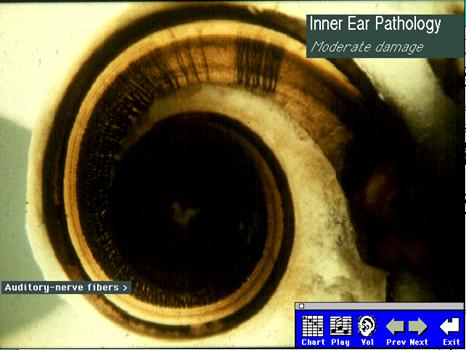 Inner Ear Pathology
Moderate damage
Auditory-nerve fibers >
Chart Play Vol Prev Next Exit